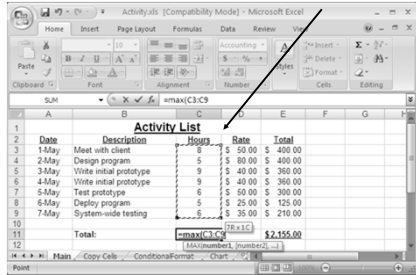 Activity.xls [Compatibility Mode] - Microsoft Excel
Home Insert Page Layout Formulas Data Review View
Paste
Clipboard Font Alignment Number Cells Editing
10 Accounting Styles Insert
B I U A A $ % , Delete
Format
SUM =max(C3:C9
A B C D E F G H
1 Activity List
2 Date Description Hours Rate Total
3 1-May Meet with client 8 $ 50.00 $ 400.00
4 2-May Design program 5 $ 80.00 $ 400.00
5 3-May Write initial prototype 9 $ 40.00 $ 360.00
6 4-May Write initial prototype 9 $ 40.00 $ 360.00
7 5-May Test prototype 6 $ 50.00 $ 300.00
8 6-May Deploy program 5 $ 25.00 $ 125.00
9 7-May System-wide testing 6 $ 35.00 $ 210.00
10 7R x 1C
11 Total: =max(C3:C9 $2,155.00
12 MAX(number1, [number2], ...)
Main Copy Cells ConditionalFormat Chart
Point 100%